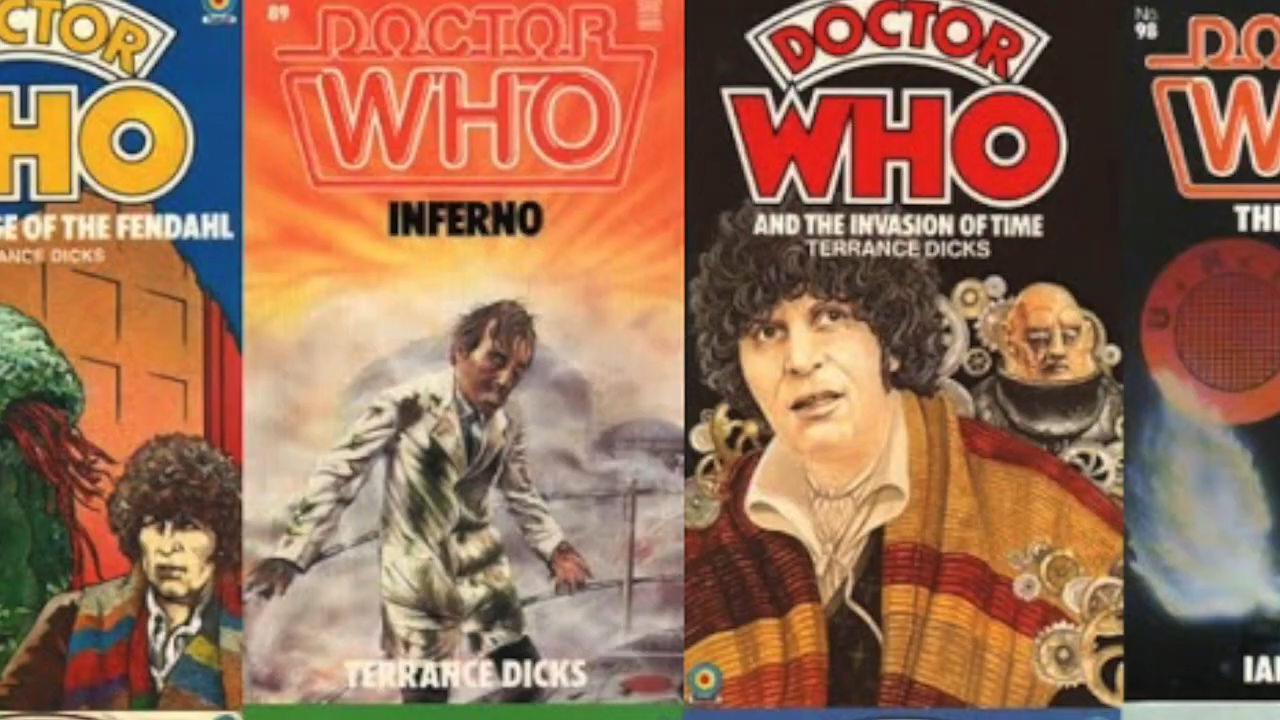 CTOR
HO
GE OF THE FENDAHL
ANCE DICKS
89
DOCTOR
WHO
INFERNO
TERRANCE DICKS
DOCTOR
WHO
AND THE INVASION OF TIME
TERRANCE DICKS
No
98
DO
W
THE
IAN